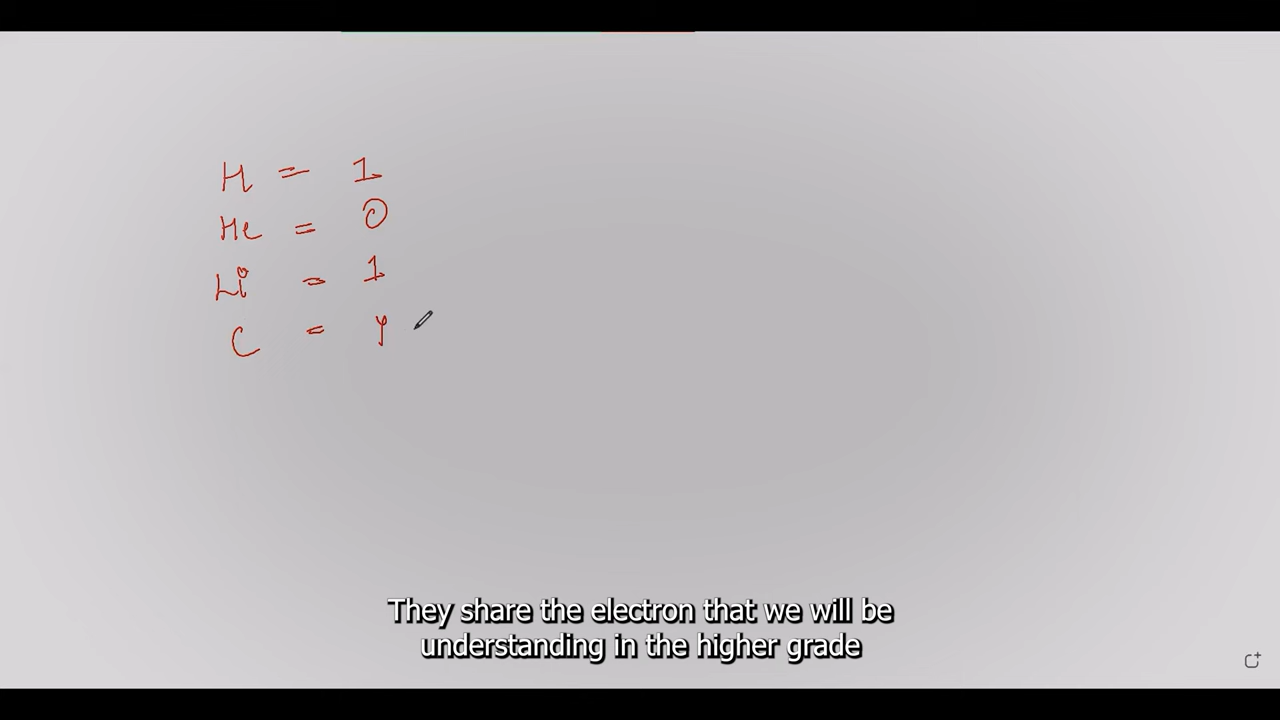 H = 1
He = 0
Li = 1
C = 4
They share the electron that we will be
understanding in the higher grade